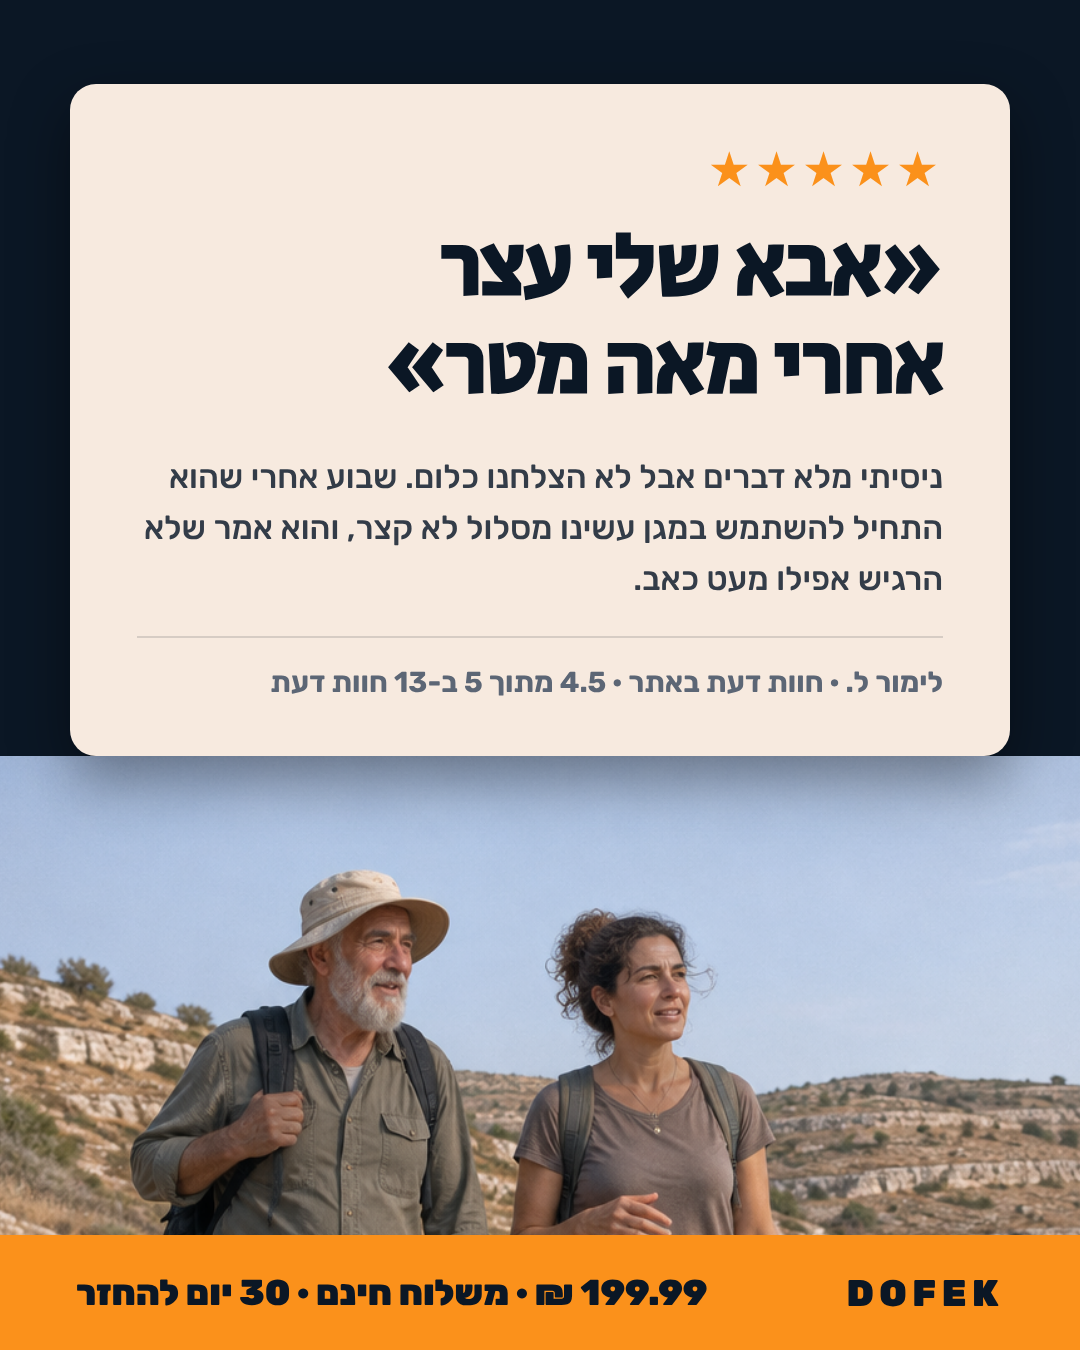 ★★★★★
«אבא שלי עצר
אחרי מאה מטר»
ניסיתי מלא דברים אבל לא הצלחנו כלום. שבוע אחרי שהוא
התחיל להשתמש במגן עשינו מסלול לא קצר, והוא אמר שלא
הרגיש אפילו מעט כאב.
לימור ל. • חוות דעת באתר • 4.5 מתוך 5 ב-13 חוות דעת
DOFEK
199.99 ₪ • משלוח חינם • 30 יום להחזר